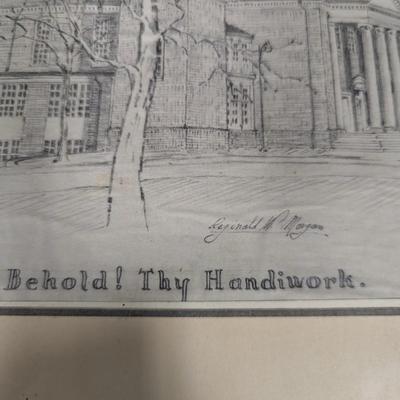 Reginald W. Morgan
Behold! Thy Handiwork.